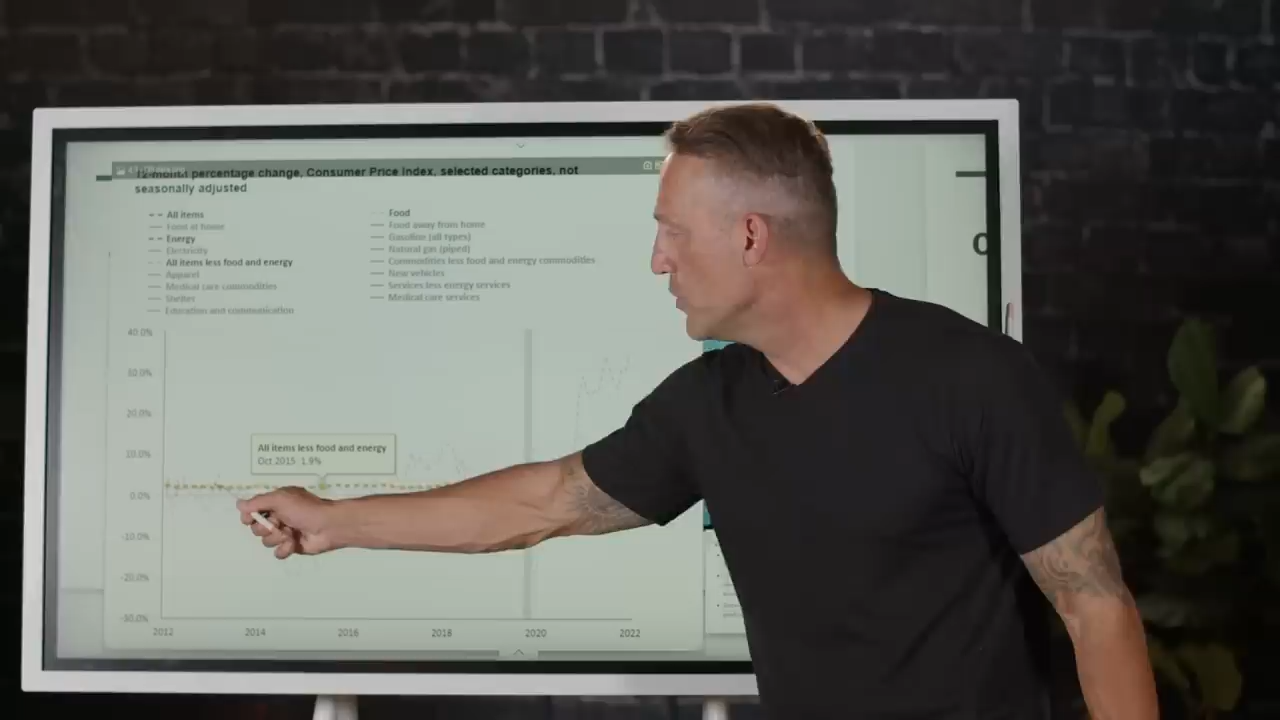 12-month percentage change, Consumer Price Index, selected categories, not
seasonally adjusted
All items
Food at home
Energy
Electricity
All items less food and energy
Apparel
Medical care commodities
Shelter
Education and communication
Food
Food away from home
Gasoline (all types)
Natural gas (piped)
Commodities less food and energy commodities
New vehicles
Services less energy services
Medical care services
40.0%
30.0%
20.0%
10.0%
0.0%
-10.0%
-20.0%
-30.0%
All items less food and energy
Oct 2015 1.9%
2012 2014 2016 2018 2020 2022